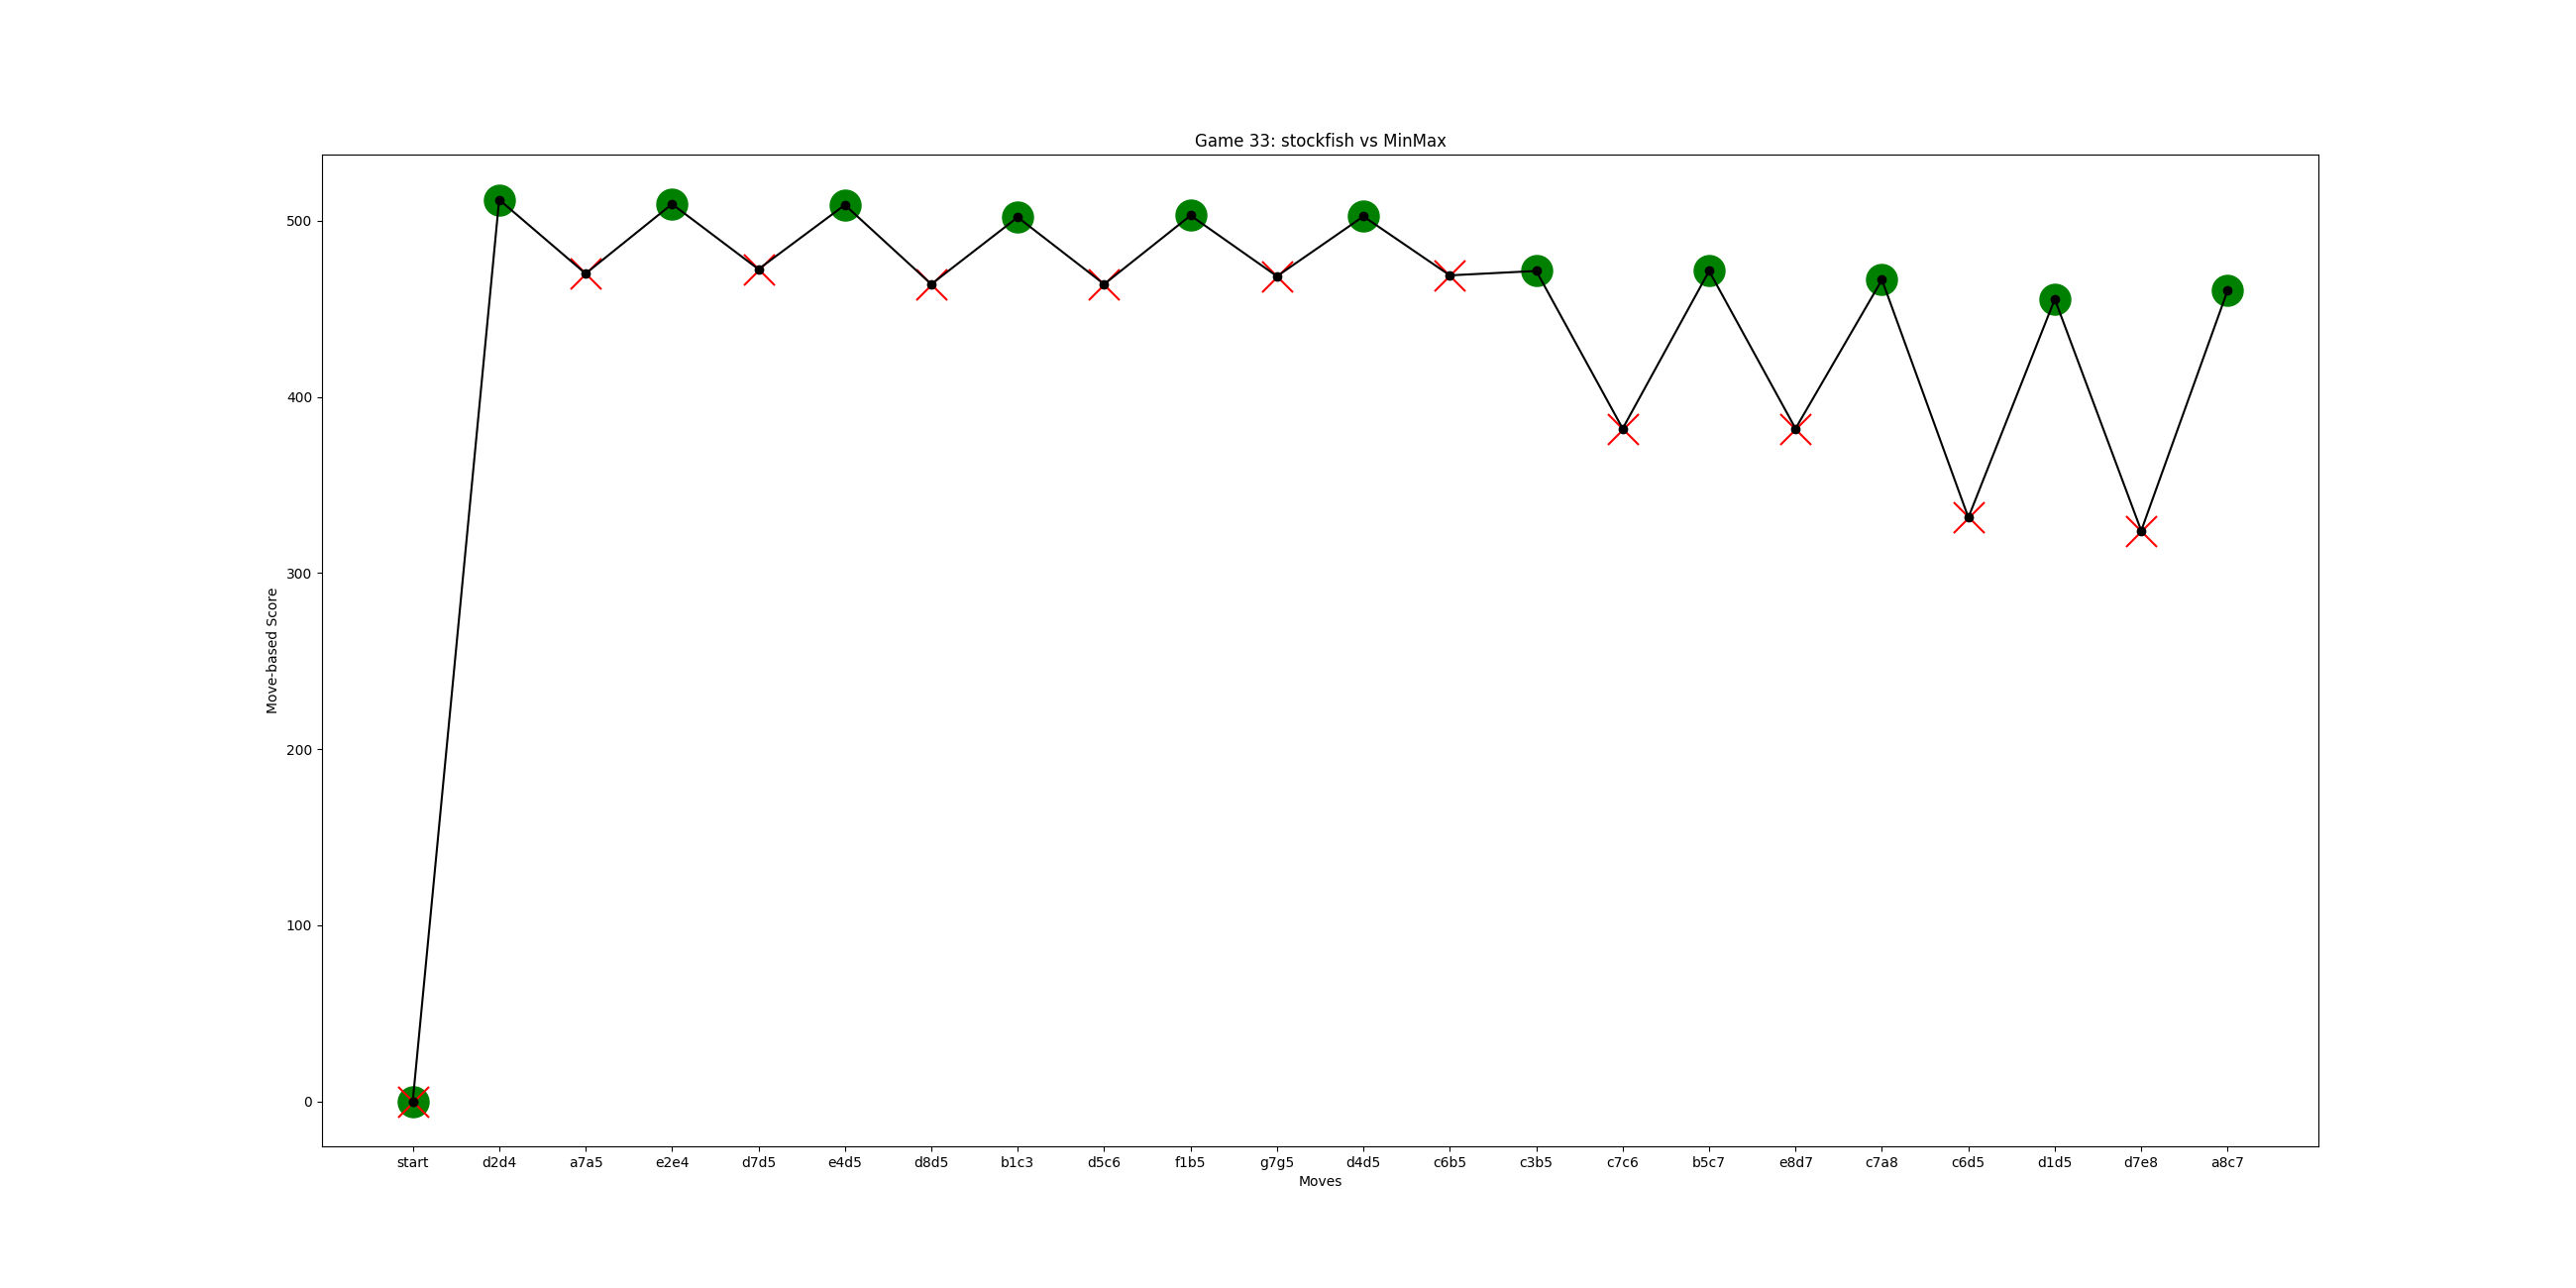 Game 33: stockfish vs MinMax
500
400
300
200
100
0
Move-based Score
start d2d4 a7a5 e2e4 d7d5 e4d5 d8d5 b1c3 d5c6 f1b5 g7g5 d4d5 c6b5 c3b5 c7c6 b5c7 e8d7 c7a8 c6d5 d1d5 d7e8 a8c7
Moves